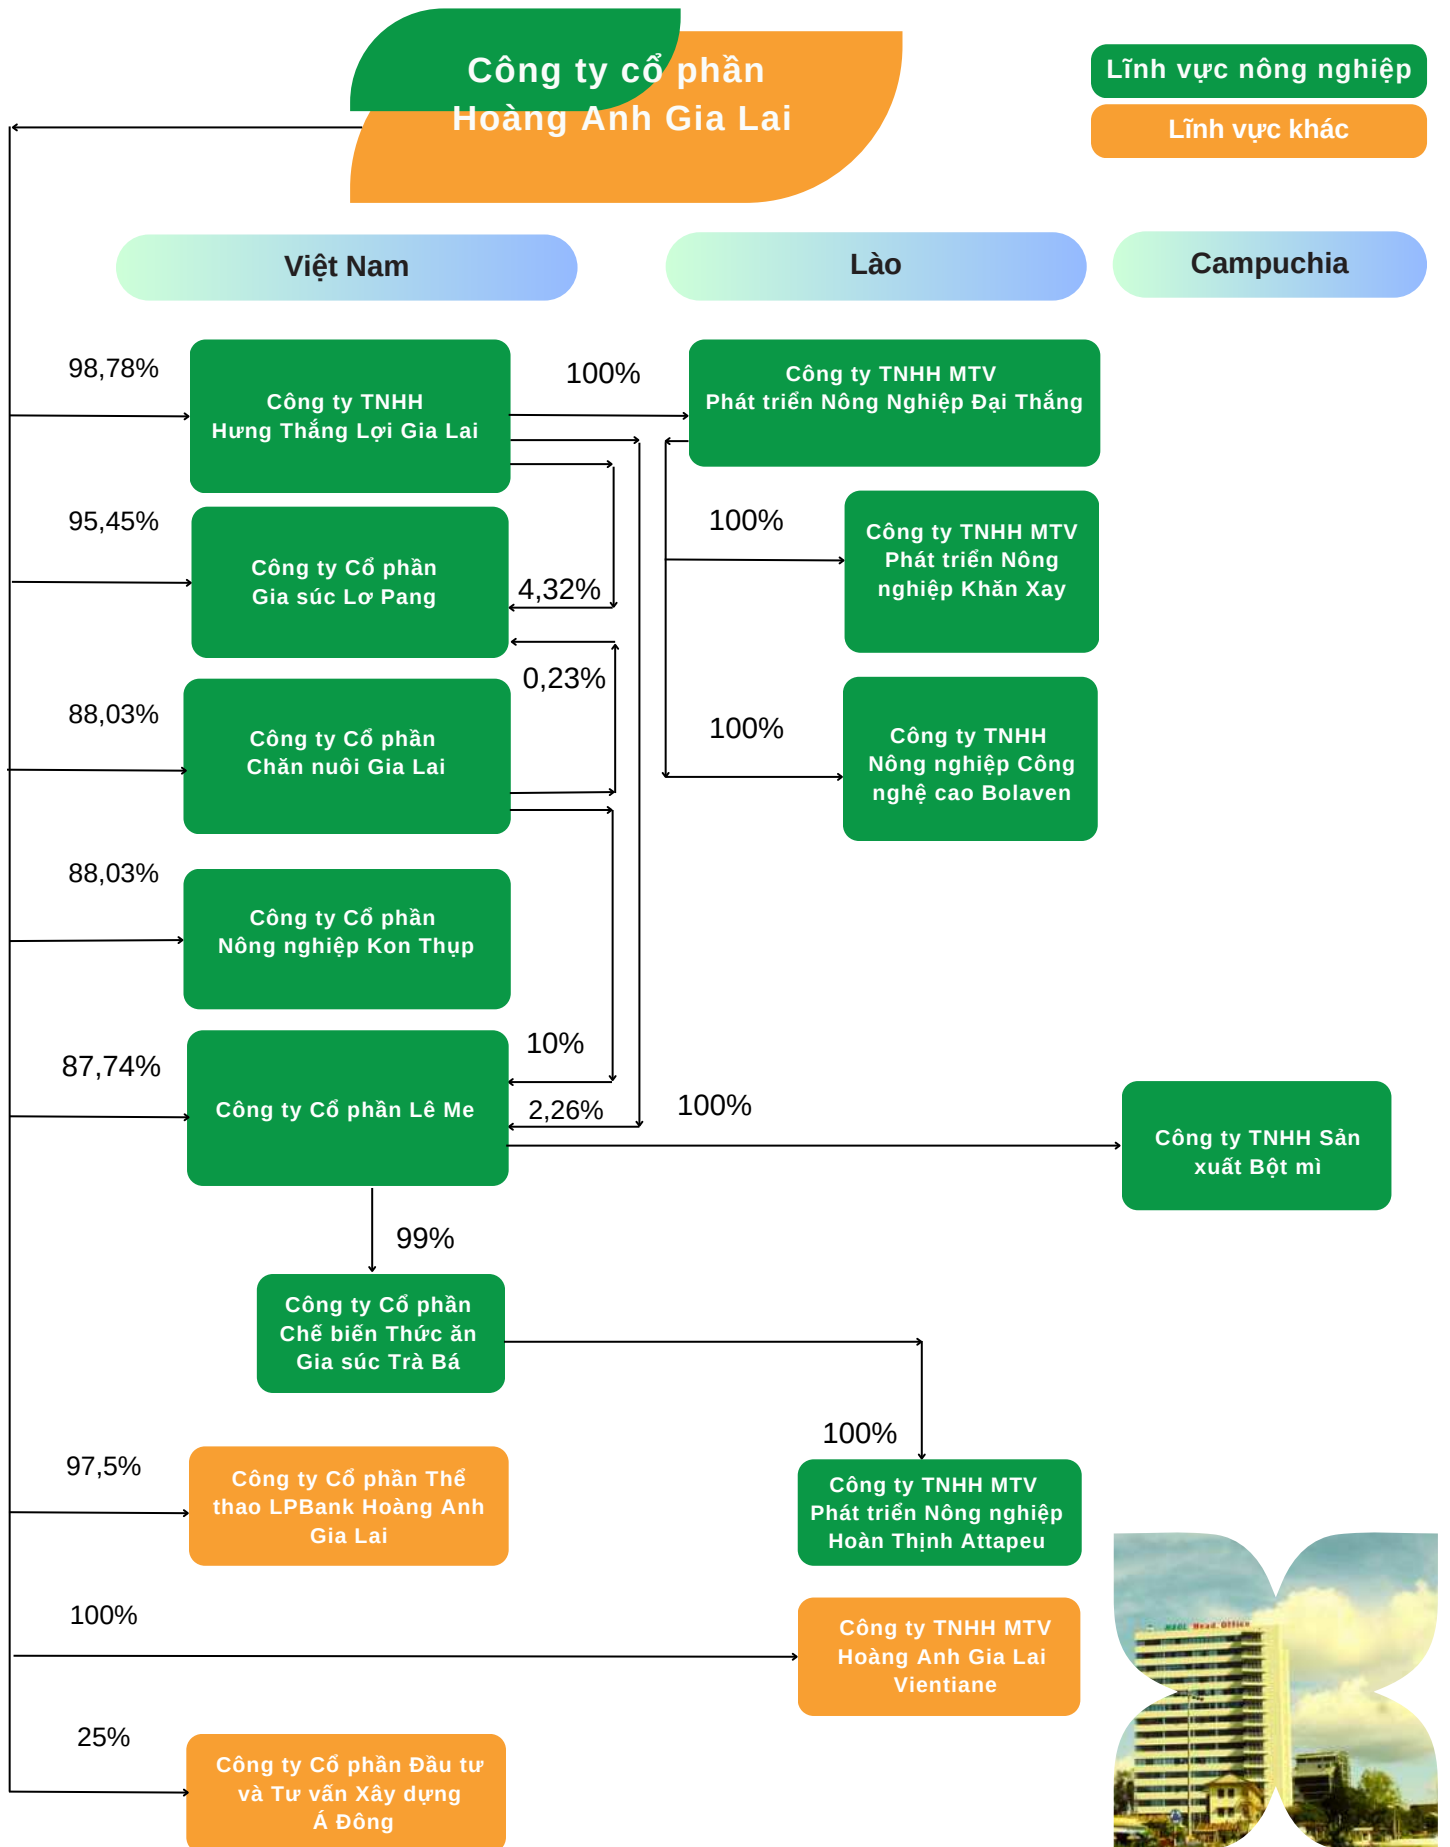 Công ty cổ phần
Hoàng Anh Gia Lai
Lĩnh vực nông nghiệp
Lĩnh vực khác
Việt Nam
Lào
Campuchia
98,78%
Công ty TNHH
Hưng Thắng Lợi Gia Lai
100%
Công ty TNHH MTV
Phát triển Nông Nghiệp Đại Thắng
95,45%
Công ty Cổ phần
Gia súc Lơ Pang
4,32%
0,23%
100%
Công ty TNHH MTV
Phát triển Nông
nghiệp Khăn Xay
88,03%
Công ty Cổ phần
Chăn nuôi Gia Lai
100%
Công ty TNHH
Nông nghiệp Công
nghệ cao Bolaven
88,03%
Công ty Cổ phần
Nông nghiệp Kon Thụp
87,74%
Công ty Cổ phần Lê Me
10%
2,26%
100%
Công ty TNHH Sản
xuất Bột mì
99%
Công ty Cổ phần
Chế biến Thức ăn
Gia súc Trà Bá
100%
Công ty TNHH MTV
Phát triển Nông nghiệp
Hoàn Thịnh Attapeu
97,5%
Công ty Cổ phần Thể
thao LPBank Hoàng Anh
Gia Lai
100%
Công ty TNHH MTV
Hoàng Anh Gia Lai
Vientiane
25%
Công ty Cổ phần Đầu tư
và Tư vấn Xây dựng
Á Đông
Head Office